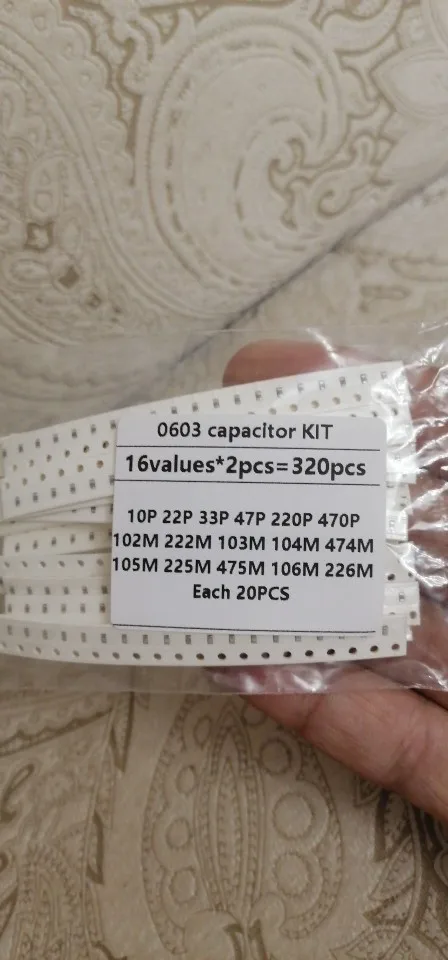 0603 capacitor KIT
16values*2pcs=320pcs
10P 22P 33P 47P 220P 470P
102M 222M 103M 104M 474M
105M 225M 475M 106M 226M
Each 20PCS